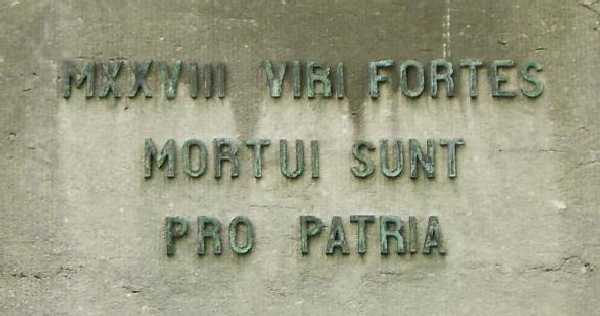 MXXVIII VIRI FORTES
MORTUI SUNT
PRO PATRIA